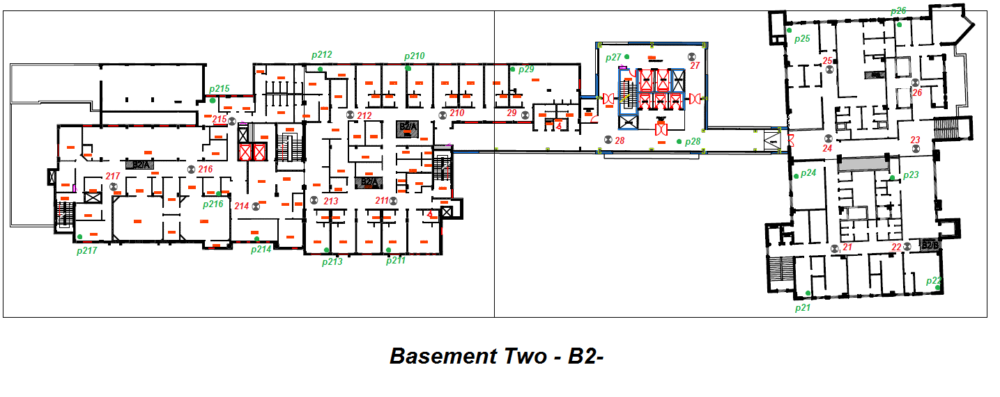 p26
p25
p212
p210
p27
27
25
p29
26
p215
212
210
29
215
B2/A
28
p28
24
23
B2/A
216
p24
p23
217
B2/A
p216
214
213
211
p217
p214
p213
p211
21
22
B2/B
p22
p21
Basement Two - B2-